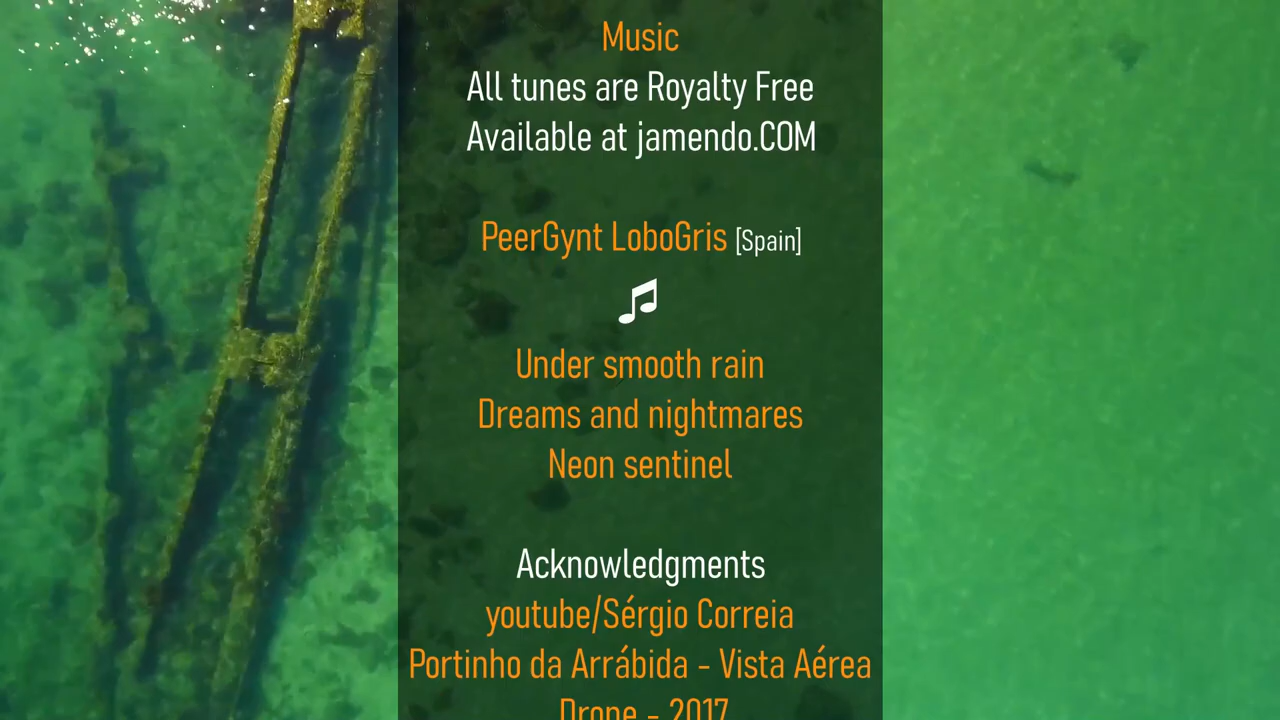 Music
All tunes are Royalty Free
Available at jamendo.COM
PeerGynt LoboGris [Spain]
Under smooth rain
Dreams and nightmares
Neon sentinel
Acknowledgments
youtube/Sérgio Correia
Portinho da Arrábida - Vista Aérea
Drone - 2017